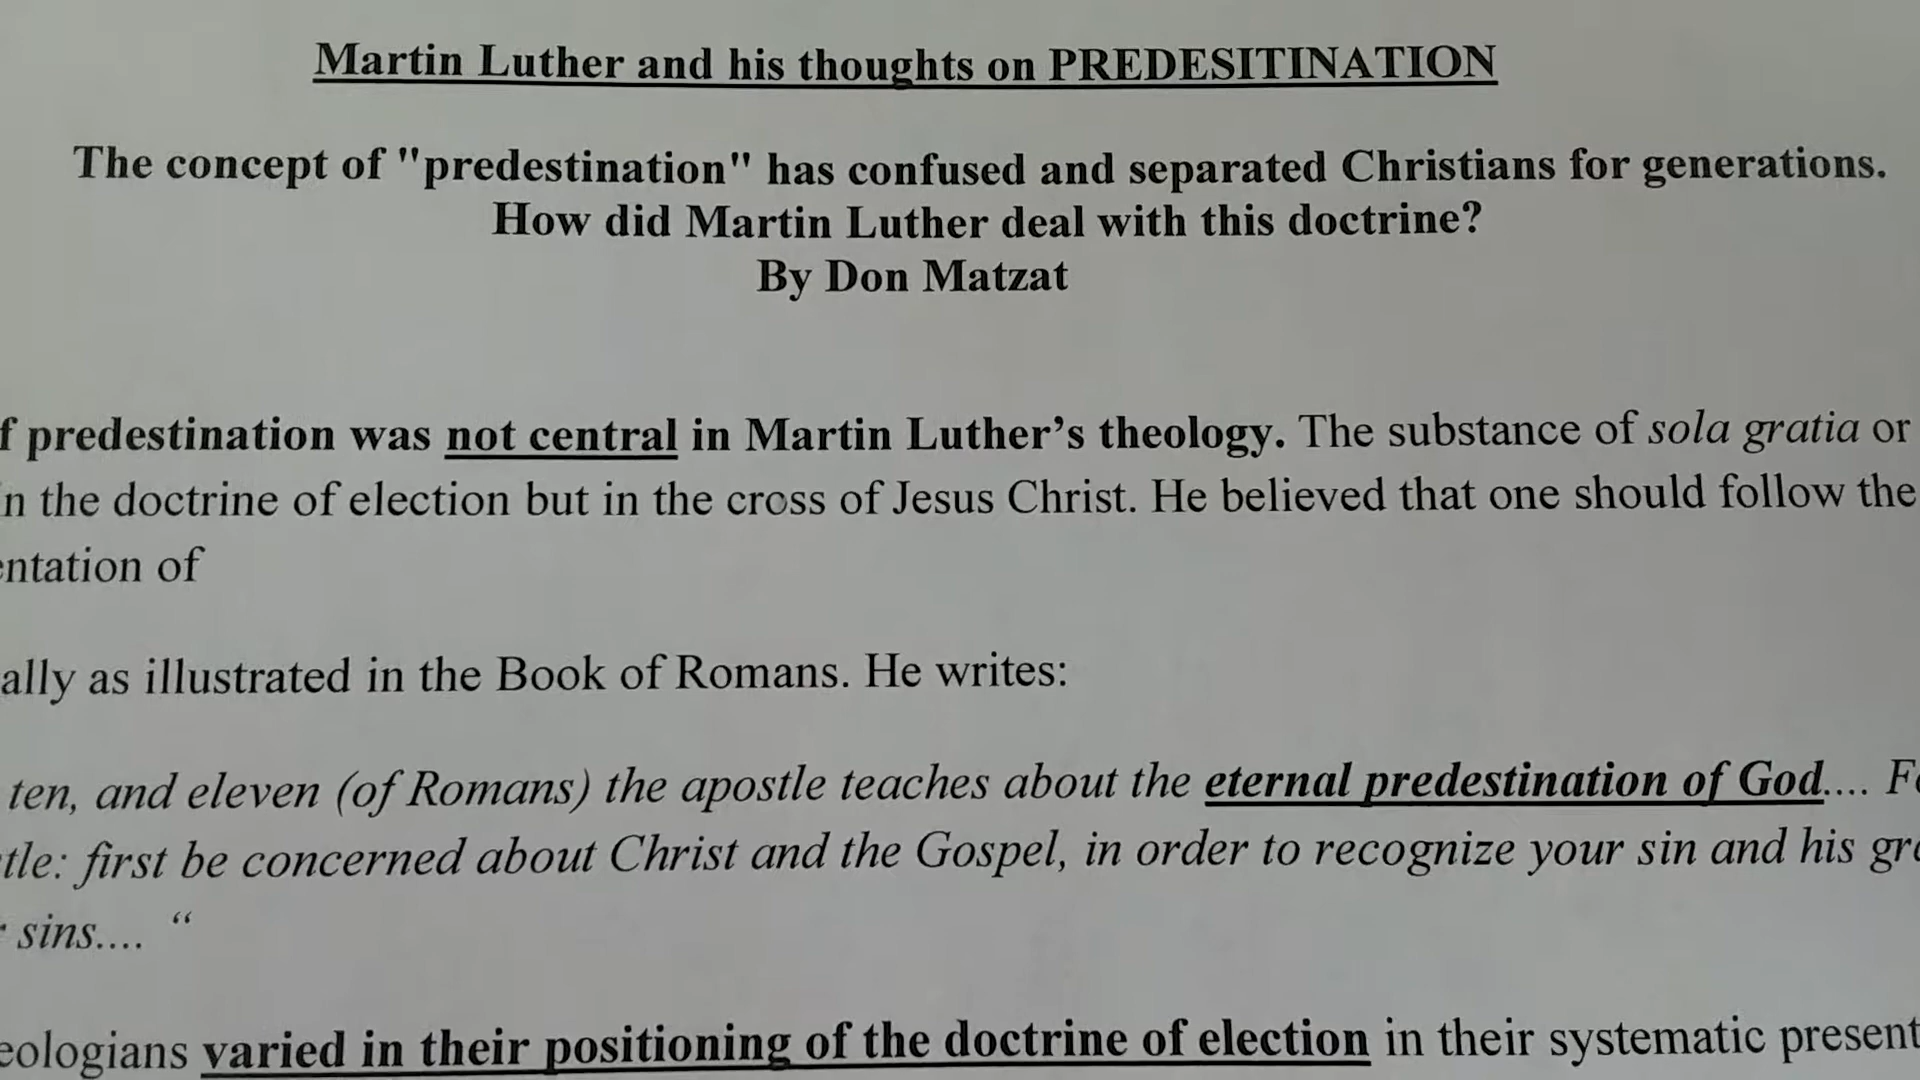 Martin Luther and his thoughts on PREDESITINATION
The concept of "predestination" has confused and separated Christians for generations.
How did Martin Luther deal with this doctrine?
By Don Matzat
f predestination was not central in Martin Luther’s theology. The substance of sola gratia or
n the doctrine of election but in the cross of Jesus Christ. He believed that one should follow the
entation of
ally as illustrated in the Book of Romans. He writes:
ten, and eleven (of Romans) the apostle teaches about the eternal predestination of God.... Fo
tle: first be concerned about Christ and the Gospel, in order to recognize your sin and his gra
sins.... “
eologians varied in their positioning of the doctrine of election in their systematic present